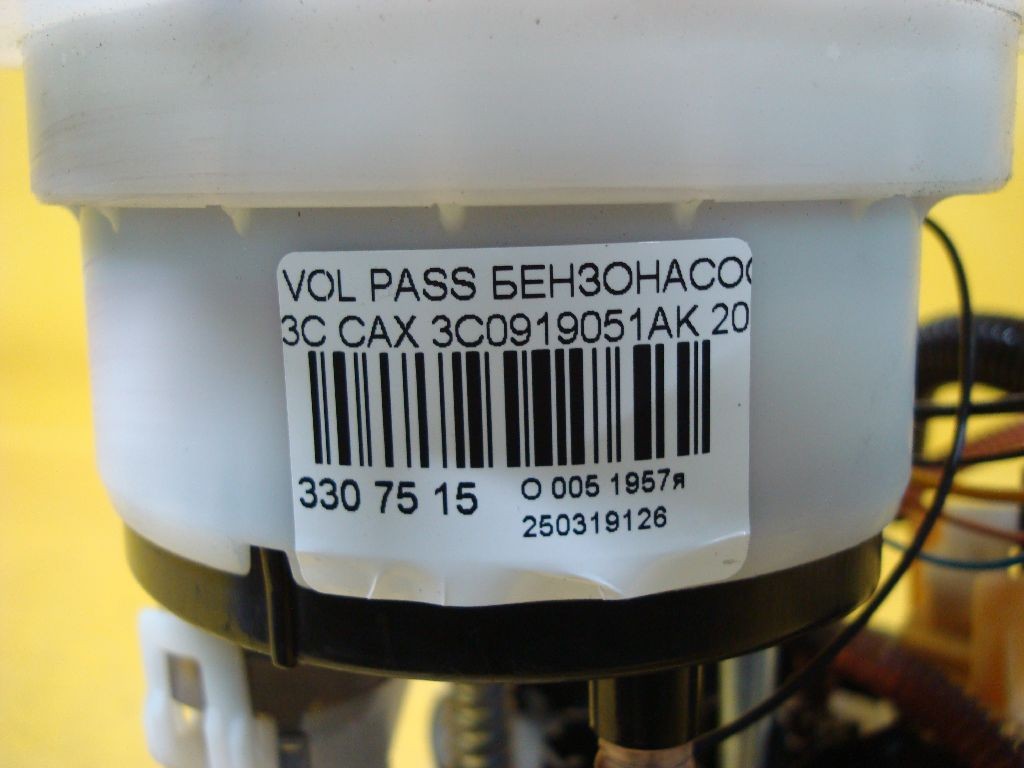 VOL PASS БЕНЗОНАСОС
3C CAX 3C0919051AK 20
330 75 15
O 005 1957я
250319126